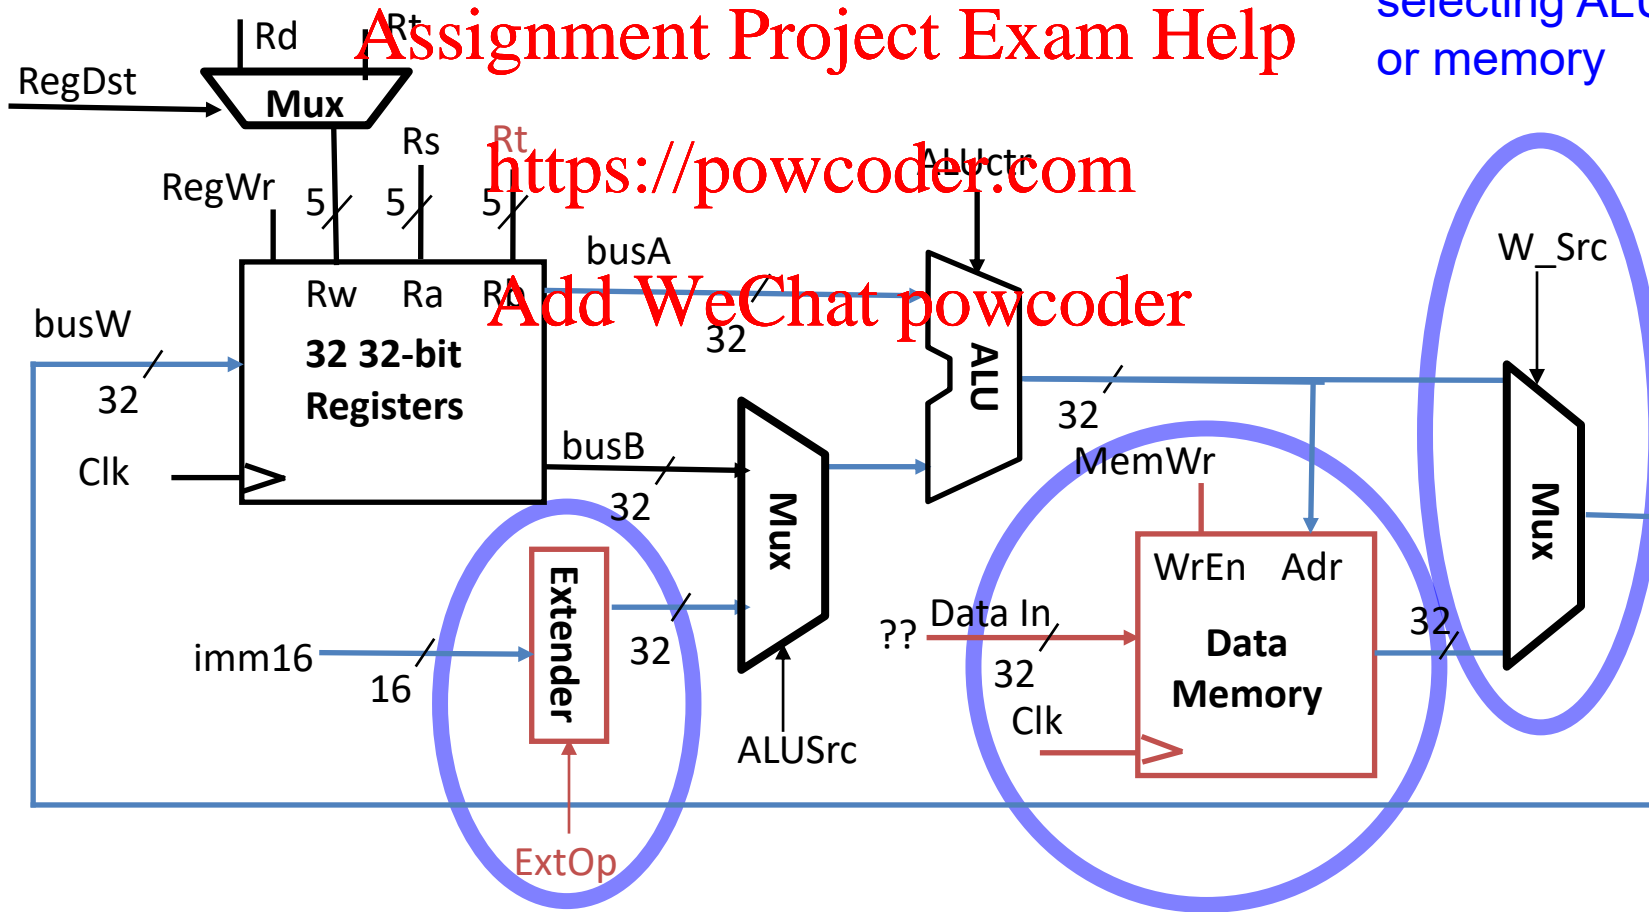 selecting ALU
or memory
Rd
Rt
Assignment Project Exam Help
RegDst
Mux
Rs
Rt
https://powcoder.com
ALUctr
RegWr
5
5
5
W_Src
busA
Rw
Ra
Rb
Add WeChat powcoder
busW
32
32 32-bit
Registers
ALU
32
32
Clk
busB
32
MemWr
Mux
Mux
WrEn
Adr
Extender
??
Data In
32
32
Data
Memory
imm16
16
32
Clk
ALUSrc
ExtOp